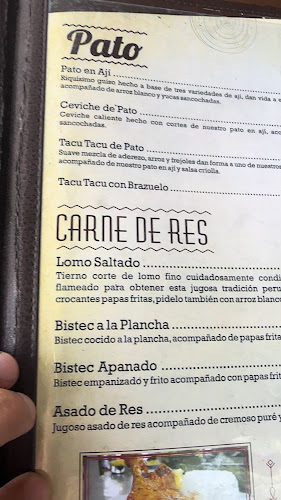 Pato
Pato en Ají
Riquísimo guiso hecho a base de tres variedades de ají, dan vida a
acompañado de arroz blanco y yucas sancochadas.
Ceviche de Pato
Ceviche caliente hecho con cortes de nuestro pato en ají,
sancochadas.
Tacu Tacu de Pato
Suave mezcla de aderezo, arroz y frejoles dan forma a uno de nuestros
acompañado de nuestro pato en ají y salsa criolla.
Tacu Tacu con Brazuelo
CARNE DE RES
Lomo Saltado
Tierno corte de lomo fino cuidadosamente condi
flameado para obtener esta jugosa tradición peru
crocantes papas fritas, pídelo también con arroz blanco
Bistec a la Plancha
Bistec cocido a la plancha, acompañado de papas frita
Bistec Apanado
Bistec empanizado y frito acompañado con papas frit
Asado de Res
Jugoso asado de res acompañado de cremoso puré y